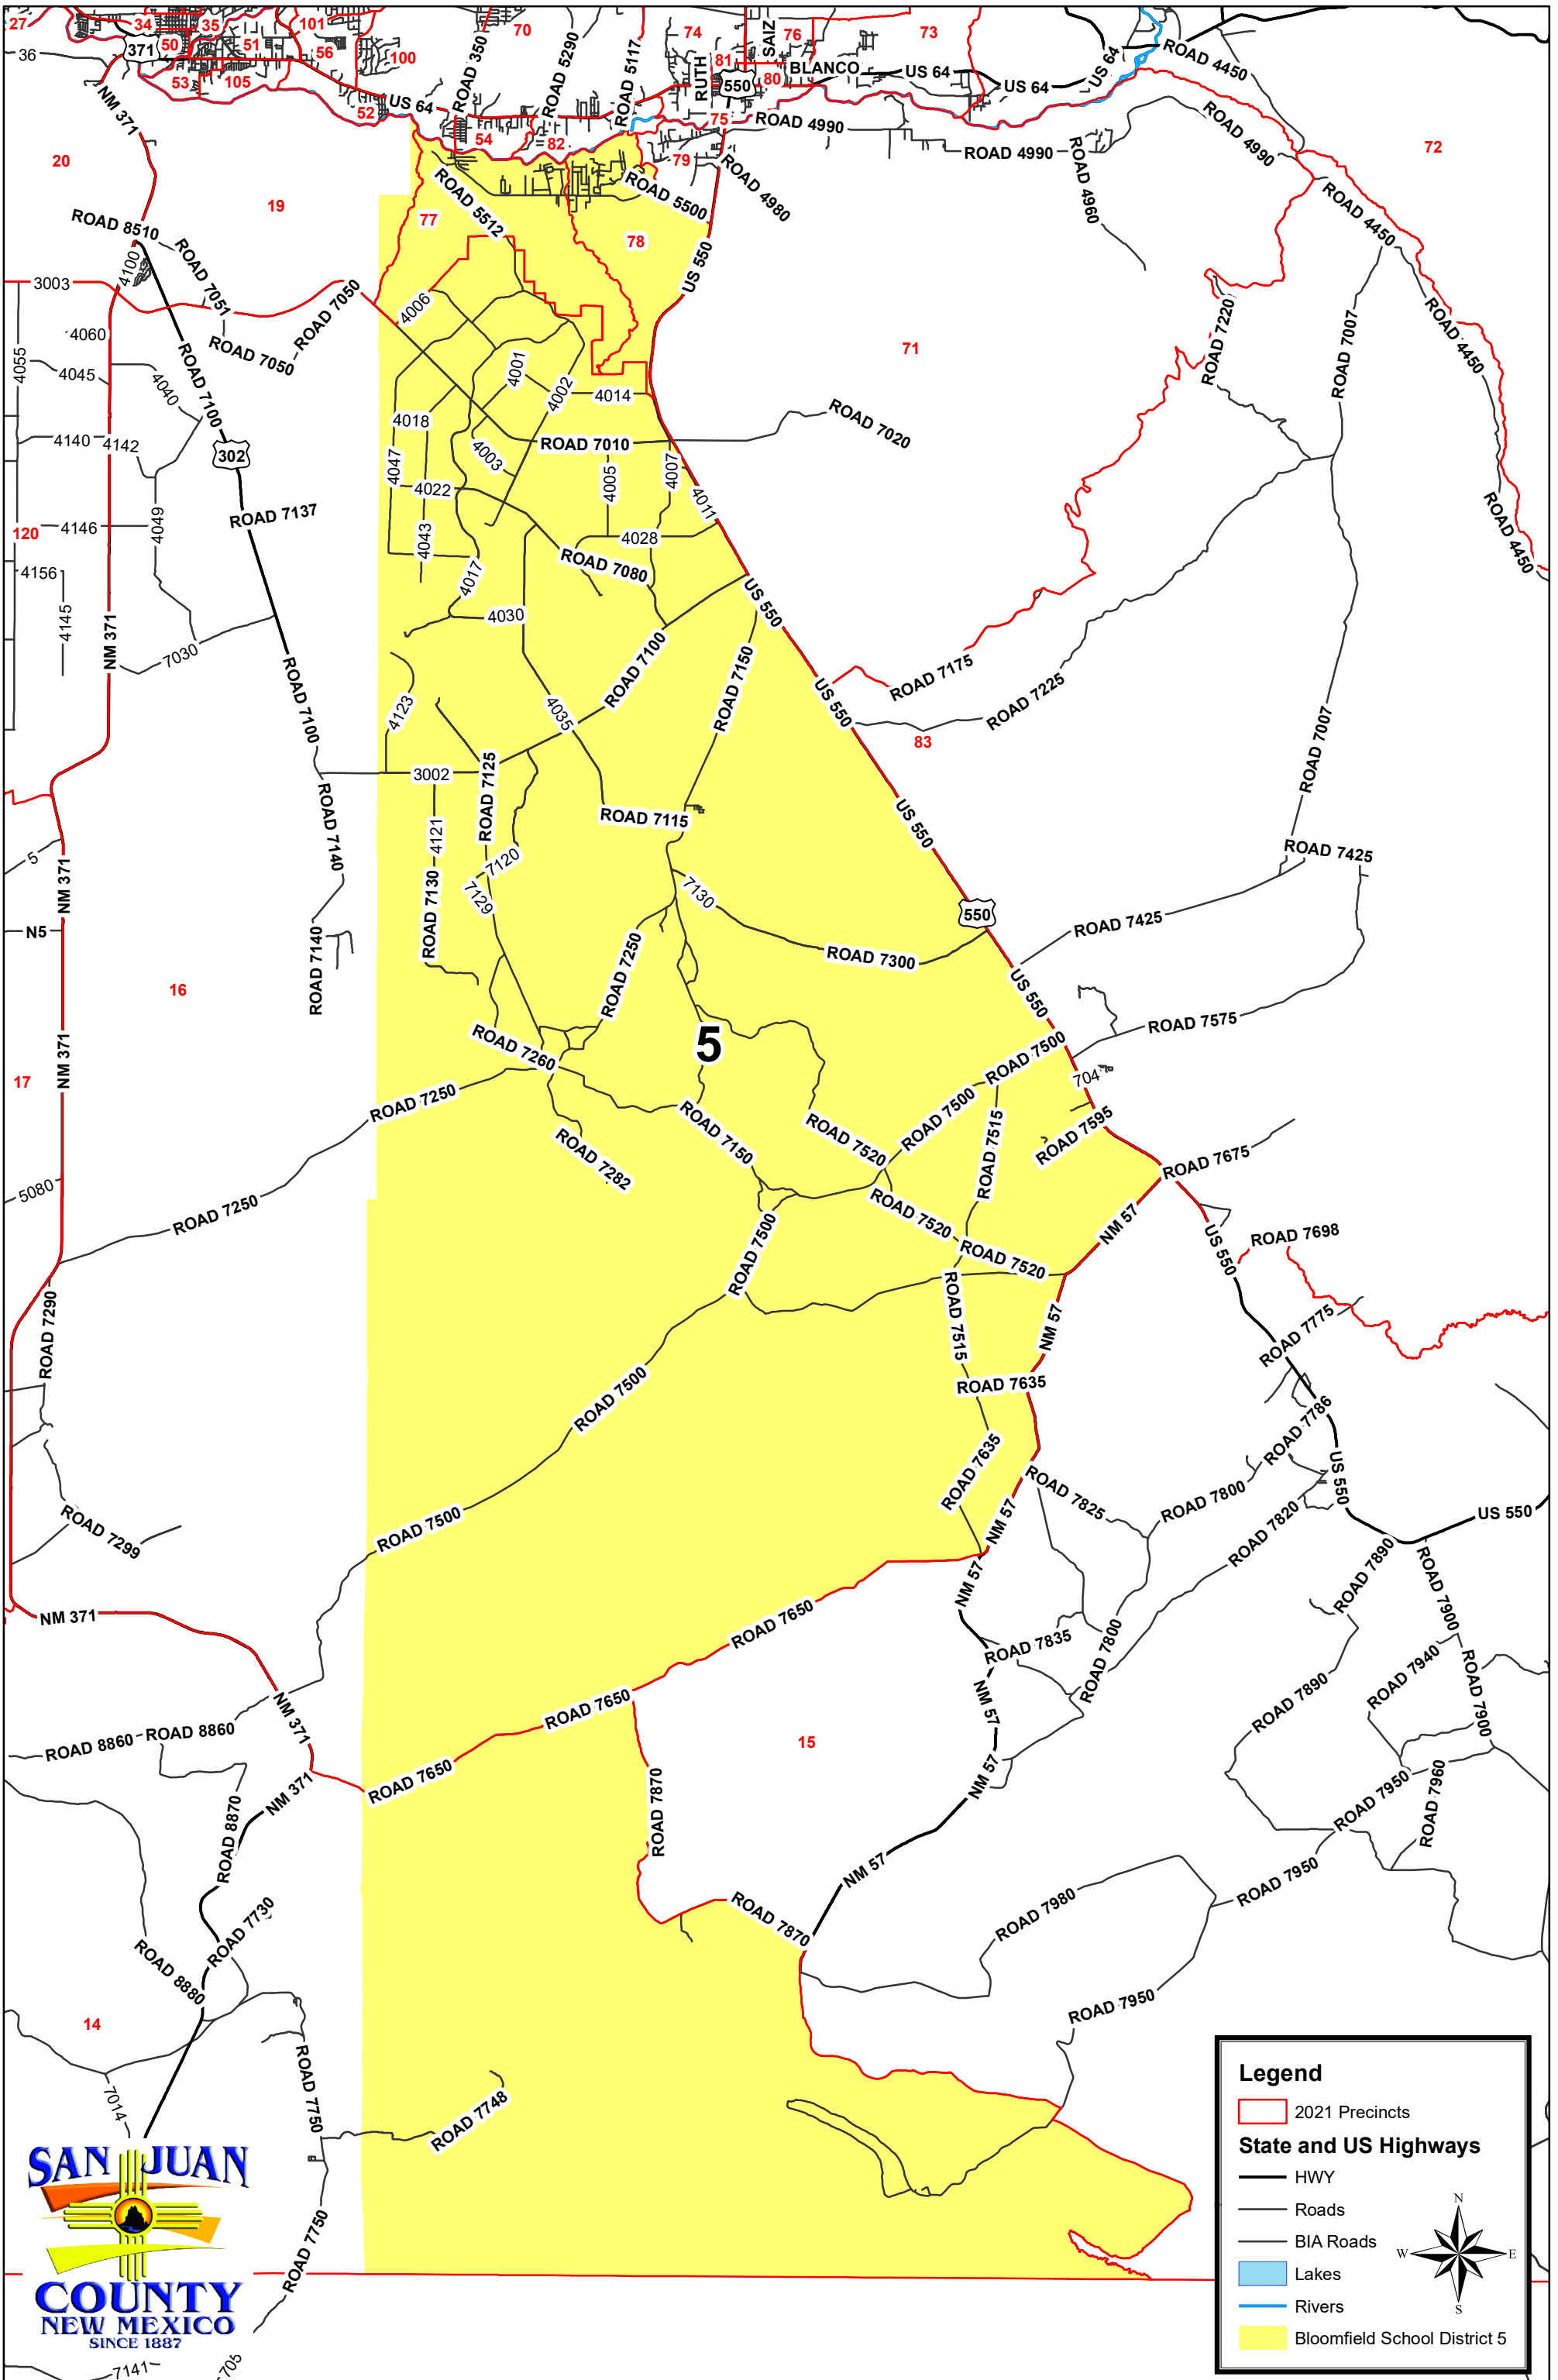 27
34
35
101
36
371
50
51
56
100
53
105
52
70
ROAD 350
ROAD 5290
ROAD 5117
74
SAIZ
76
73
81
RUTH
550
80
BLANCO
US 64
US 64
US 64
ROAD 4450
US 64
NM 371
54
82
75
ROAD 4990
79
ROAD 4990
ROAD 4990
72
ROAD 4980
ROAD 4960
ROAD 4450
20
19
77
ROAD 5512
ROAD 5500
78
US 550
ROAD 8510
4100
ROAD 7051
3003
ROAD 7050
ROAD 7050
4006
4060
4055
4045
4040
ROAD 7100
4001
4002
4014
71
ROAD 7220
ROAD 7007
ROAD 4450
4140
4142
302
4018
4047
4003
ROAD 7010
4005
4007
ROAD 7020
4011
4022
4043
4028
ROAD 7137
120
4146
4049
4156
4145
NM 371
7030
4017
ROAD 7080
4030
US 550
ROAD 4450
ROAD 4450
ROAD 7100
ROAD 7100
4123
4035
ROAD 7150
US 550
ROAD 7175
ROAD 7225
83
ROAD 7007
3002
ROAD 7125
4121
ROAD 7140
ROAD 7115
US 550
ROAD 7425
5
NM 371
7120
7129
ROAD 7130
7130
550
ROAD 7425
N5
ROAD 7140
ROAD 7250
ROAD 7300
US 550
16
ROAD 7260
5
ROAD 7500
ROAD 7575
17
NM 371
ROAD 7250
704
ROAD 7150
ROAD 7520
ROAD 7500
ROAD 7515
ROAD 7595
ROAD 7282
ROAD 7675
5080
ROAD 7250
ROAD 7500
ROAD 7520
ROAD 7520
NM 57
US 550
ROAD 7698
ROAD 7290
ROAD 7515
NM 57
ROAD 7775
ROAD 7500
ROAD 7635
ROAD 7786
ROAD 7635
ROAD 7825
US 550
ROAD 7299
ROAD 7500
NM 57
ROAD 7800
ROAD 7820
US 550
NM 57
ROAD 7890
ROAD 7900
NM 371
ROAD 7650
ROAD 7835
ROAD 7800
ROAD 7940
ROAD 7900
ROAD 7890
NM 371
ROAD 7650
NM 57
ROAD 8860
ROAD 8860
15
ROAD 7650
NM 371
ROAD 7870
NM 57
ROAD 7950
ROAD 7960
ROAD 8870
NM 57
ROAD 7950
ROAD 7730
ROAD 7870
ROAD 7980
ROAD 8880
ROAD 7950
14
ROAD 7750
7014
ROAD 7748
ROAD 7750
7141
705
SAN JUAN
COUNTY
NEW MEXICO
SINCE 1887
Legend
2021 Precincts
State and US Highways
HWY
Roads
BIA Roads
Lakes
Rivers
Bloomfield School District 5
N
W
E
S